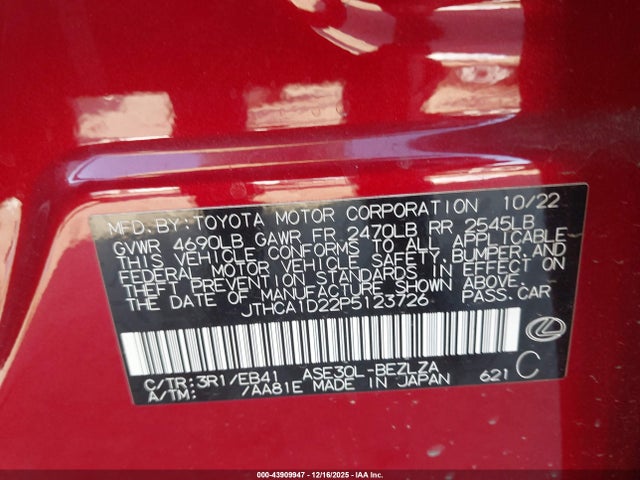 MFD.BY:TOYOTA MOTOR CORPORATION 10/22
GVWR 4690LB GAWR FR 2470LB RR 2545LB
THIS VEHICLE CONFORMS TO ALL APPLICABLE
FEDERAL MOTOR VEHICLE SAFETY,BUMPER,AND
THEFT PREVENTION STANDARDS IN EFFECT ON
THE DATE OF MANUFACTURE SHOWN ABOVE.
JTHCA1D22P5123726 PASS.CAR
C/TR:3R1/EB41 ASE30L-BEZLZA C
A/TM: /AA81E MADE IN JAPAN 621
000-43909947 - 12/16/2025 - IAA Inc.